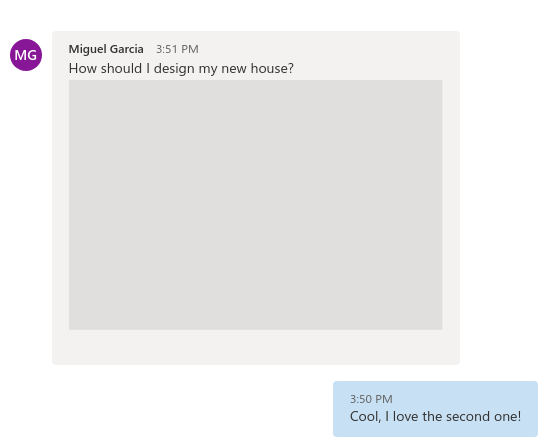 MG
Miguel Garcia 3:51 PM
How should I design my new house?
3:50 PM
Cool, I love the second one!